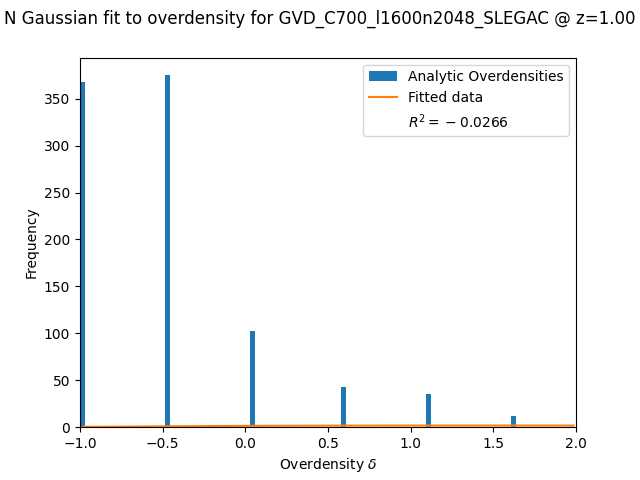 N Gaussian fit to overdensity for GVD_C700_l1600n2048_SLEGAC @ z=1.00
Analytic Overdensities
Fitted data
R² = −0.0266
Frequency
350
300
250
200
150
100
50
0
−1.0 −0.5 0.0 0.5 1.0 1.5 2.0
Overdensity δ